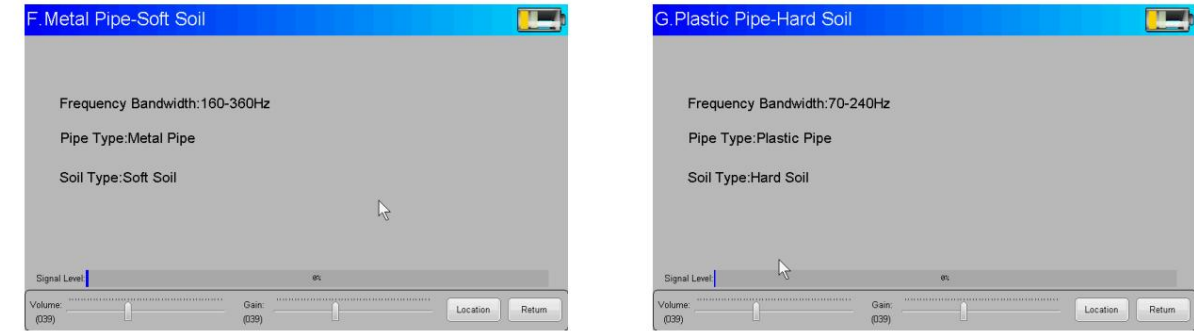 F.Metal Pipe-Soft Soil
Frequency Bandwidth:160-360Hz
Pipe Type:Metal Pipe
Soil Type:Soft Soil
Signal Level:
0%
Volume:
(039)
Gain:
(039)
Location
Return
G.Plastic Pipe-Hard Soil
Frequency Bandwidth:70-240Hz
Pipe Type:Plastic Pipe
Soil Type:Hard Soil
Signal Level:
0%
Volume:
(039)
Gain:
(039)
Location
Return